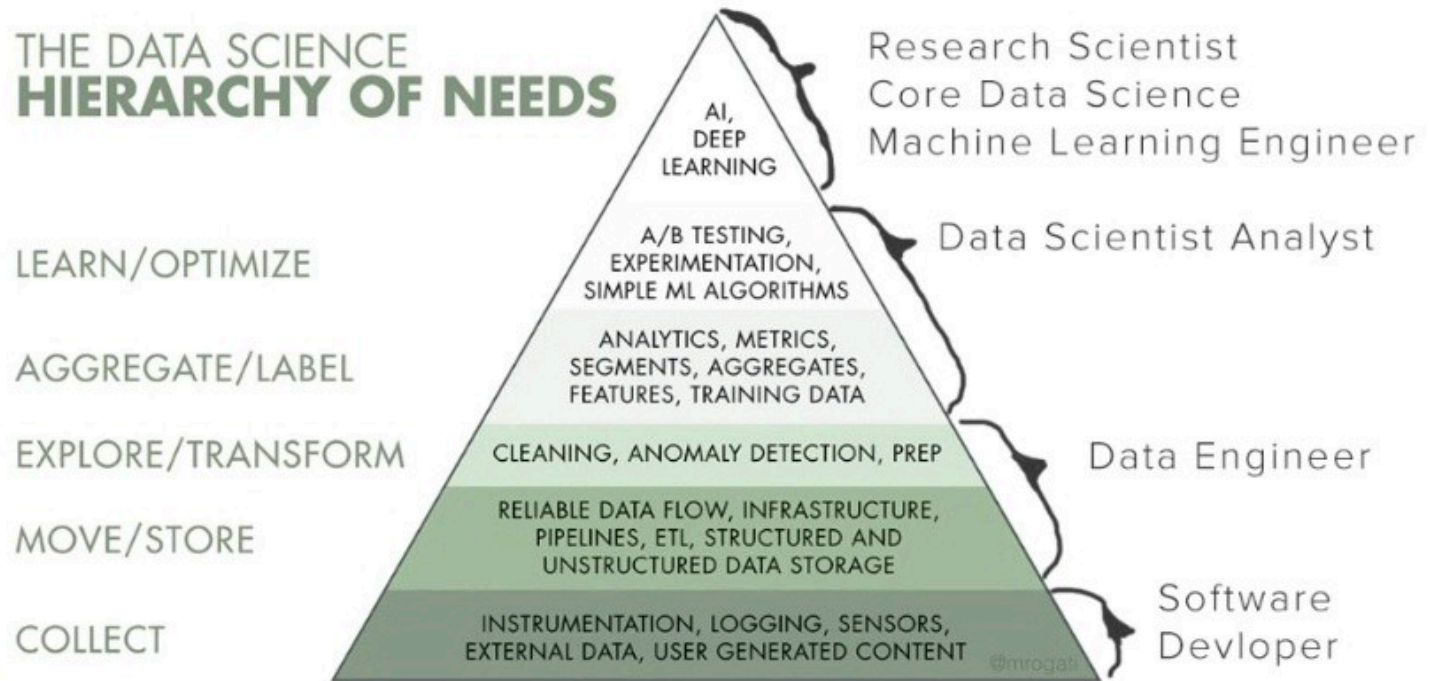 THE DATA SCIENCE
HIERARCHY OF NEEDS
AI,
DEEP
LEARNING
Research Scientist
Core Data Science
Machine Learning Engineer
LEARN/OPTIMIZE
A/B TESTING,
EXPERIMENTATION,
SIMPLE ML ALGORITHMS
Data Scientist Analyst
AGGREGATE/LABEL
ANALYTICS, METRICS,
SEGMENTS, AGGREGATES,
FEATURES, TRAINING DATA
EXPLORE/TRANSFORM
CLEANING, ANOMALY DETECTION, PREP
Data Engineer
MOVE/STORE
RELIABLE DATA FLOW, INFRASTRUCTURE,
PIPELINES, ETL, STRUCTURED AND
UNSTRUCTURED DATA STORAGE
COLLECT
INSTRUMENTATION, LOGGING, SENSORS,
EXTERNAL DATA, USER GENERATED CONTENT
@mrogati
Software
Devloper